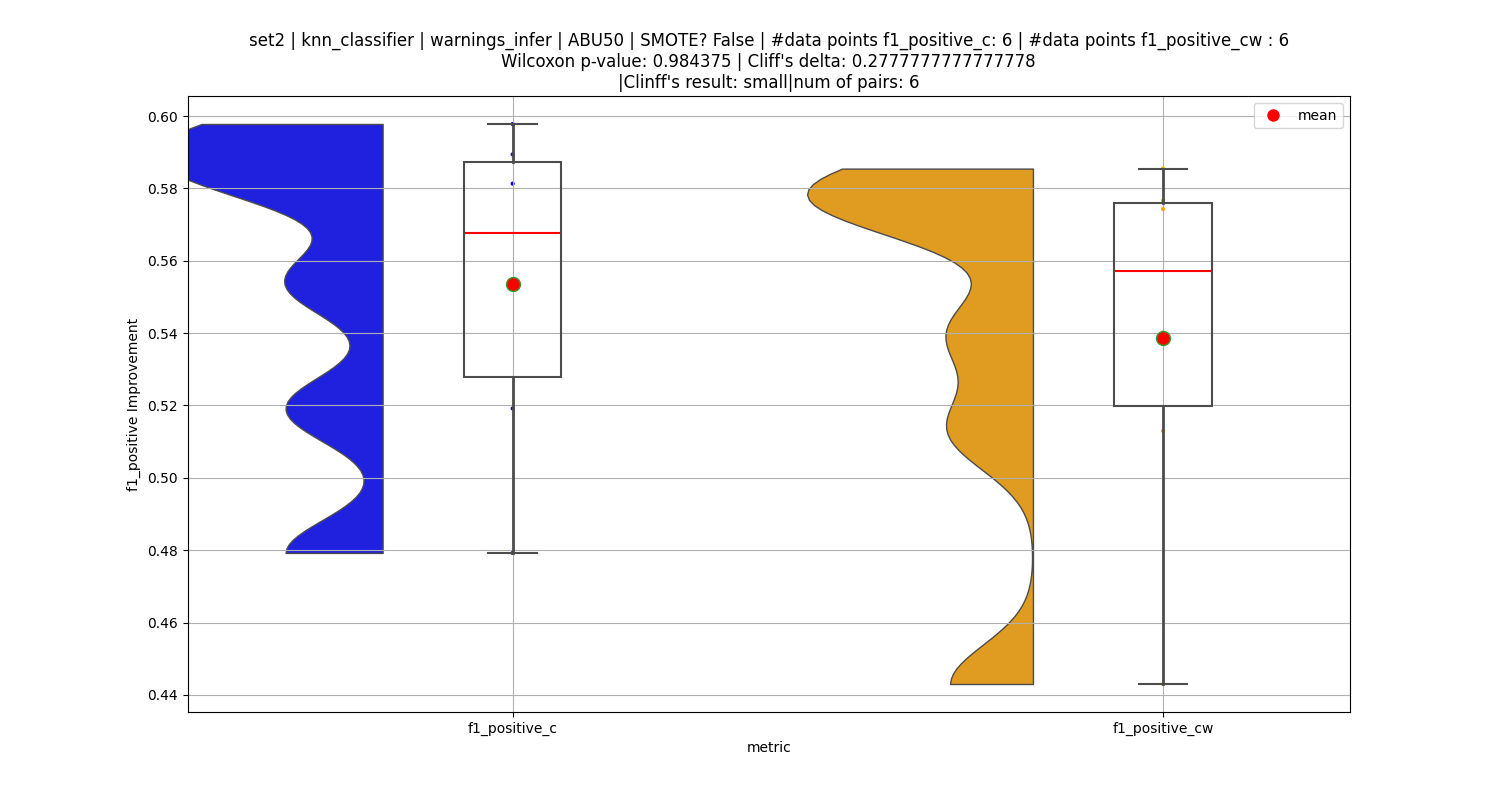 set2 | knn_classifier | warnings_infer | ABU50 | SMOTE? False | #data points f1_positive_c: 6 | #data points f1_positive_cw : 6
Wilcoxon p-value: 0.984375 | Cliff's delta: 0.2777777777777778
|Clinff's result: small|num of pairs: 6
mean
0.60
0.58
0.56
0.54
0.52
0.50
0.48
0.46
0.44
f1_positive Improvement
f1_positive_c
f1_positive_cw
metric